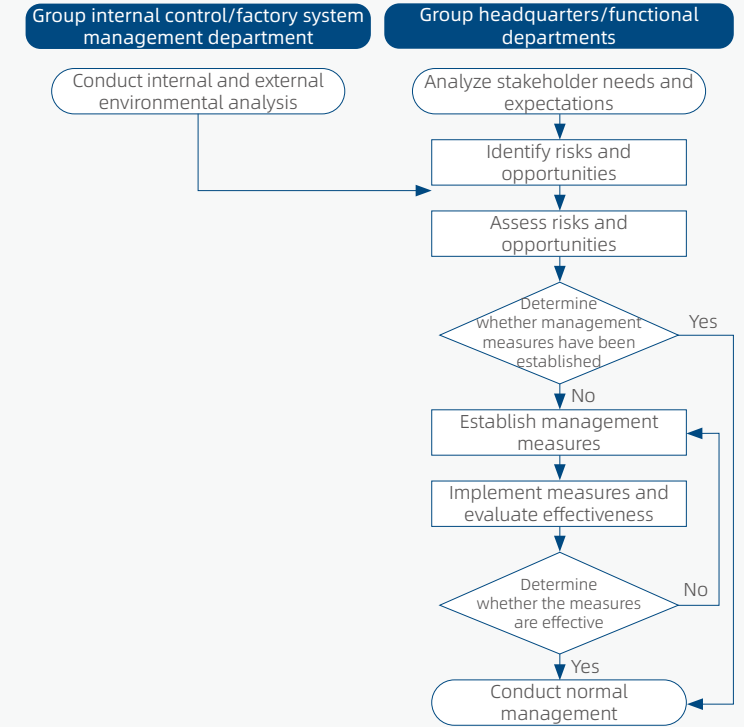 Group internal control/factory system
management department
Group headquarters/functional
departments
Conduct internal and external
environmental analysis
Analyze stakeholder needs and
expectations
Identify risks and
opportunities
Assess risks and
opportunities
Determine
whether management
measures have been
established
Yes
No
Establish management
measures
Implement measures and
evaluate effectiveness
Determine
whether the measures
are effective
No
Yes
Conduct normal
management